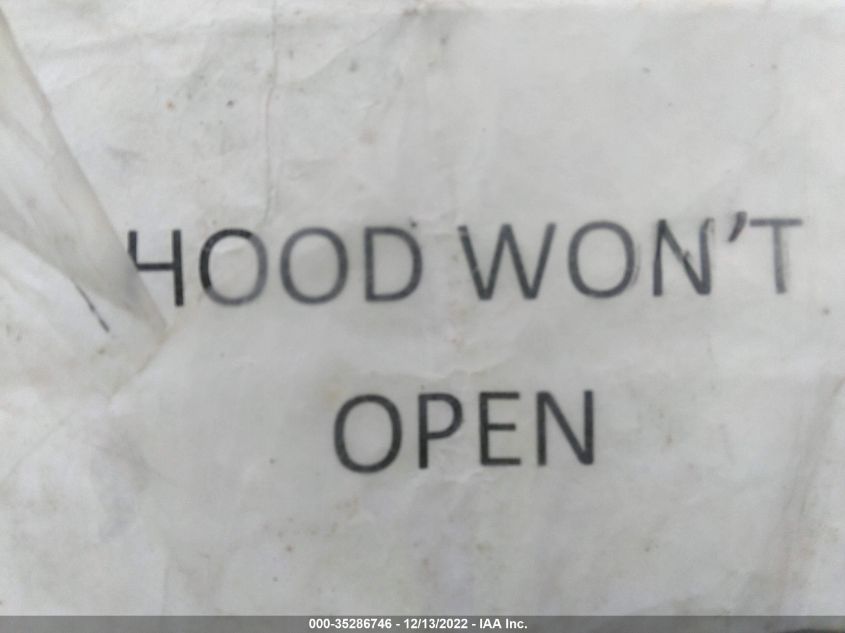 HOOD WON'T
OPEN
000-35286746 - 12/13/2022 - IAA Inc.